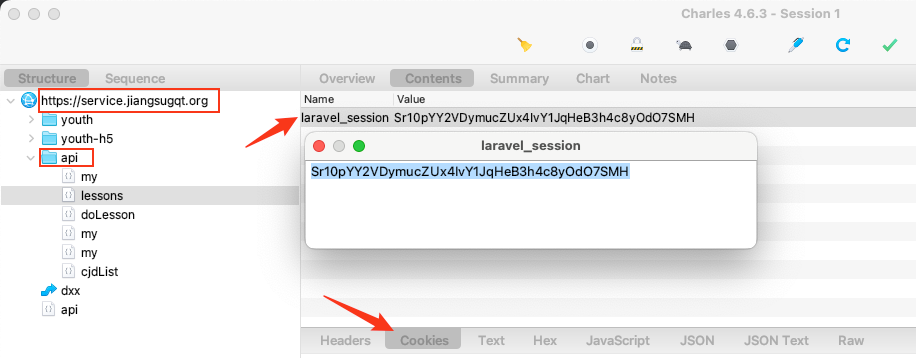 Charles 4.6.3 - Session 1
Structure Sequence
Overview Contents Summary Chart Notes
https://service.jiangsugqt.org
youth
youth-h5
api
my
lessons
doLesson
my
my
cjdList
dxx
api
Name Value
laravel_session Sr10pYY2VDymucZUx4lvY1JqHeB3h4c8yOdO7SMH
laravel_session
Sr10pYY2VDymucZUx4lvY1JqHeB3h4c8yOdO7SMH
Headers Cookies Text Hex JavaScript JSON JSON Text Raw